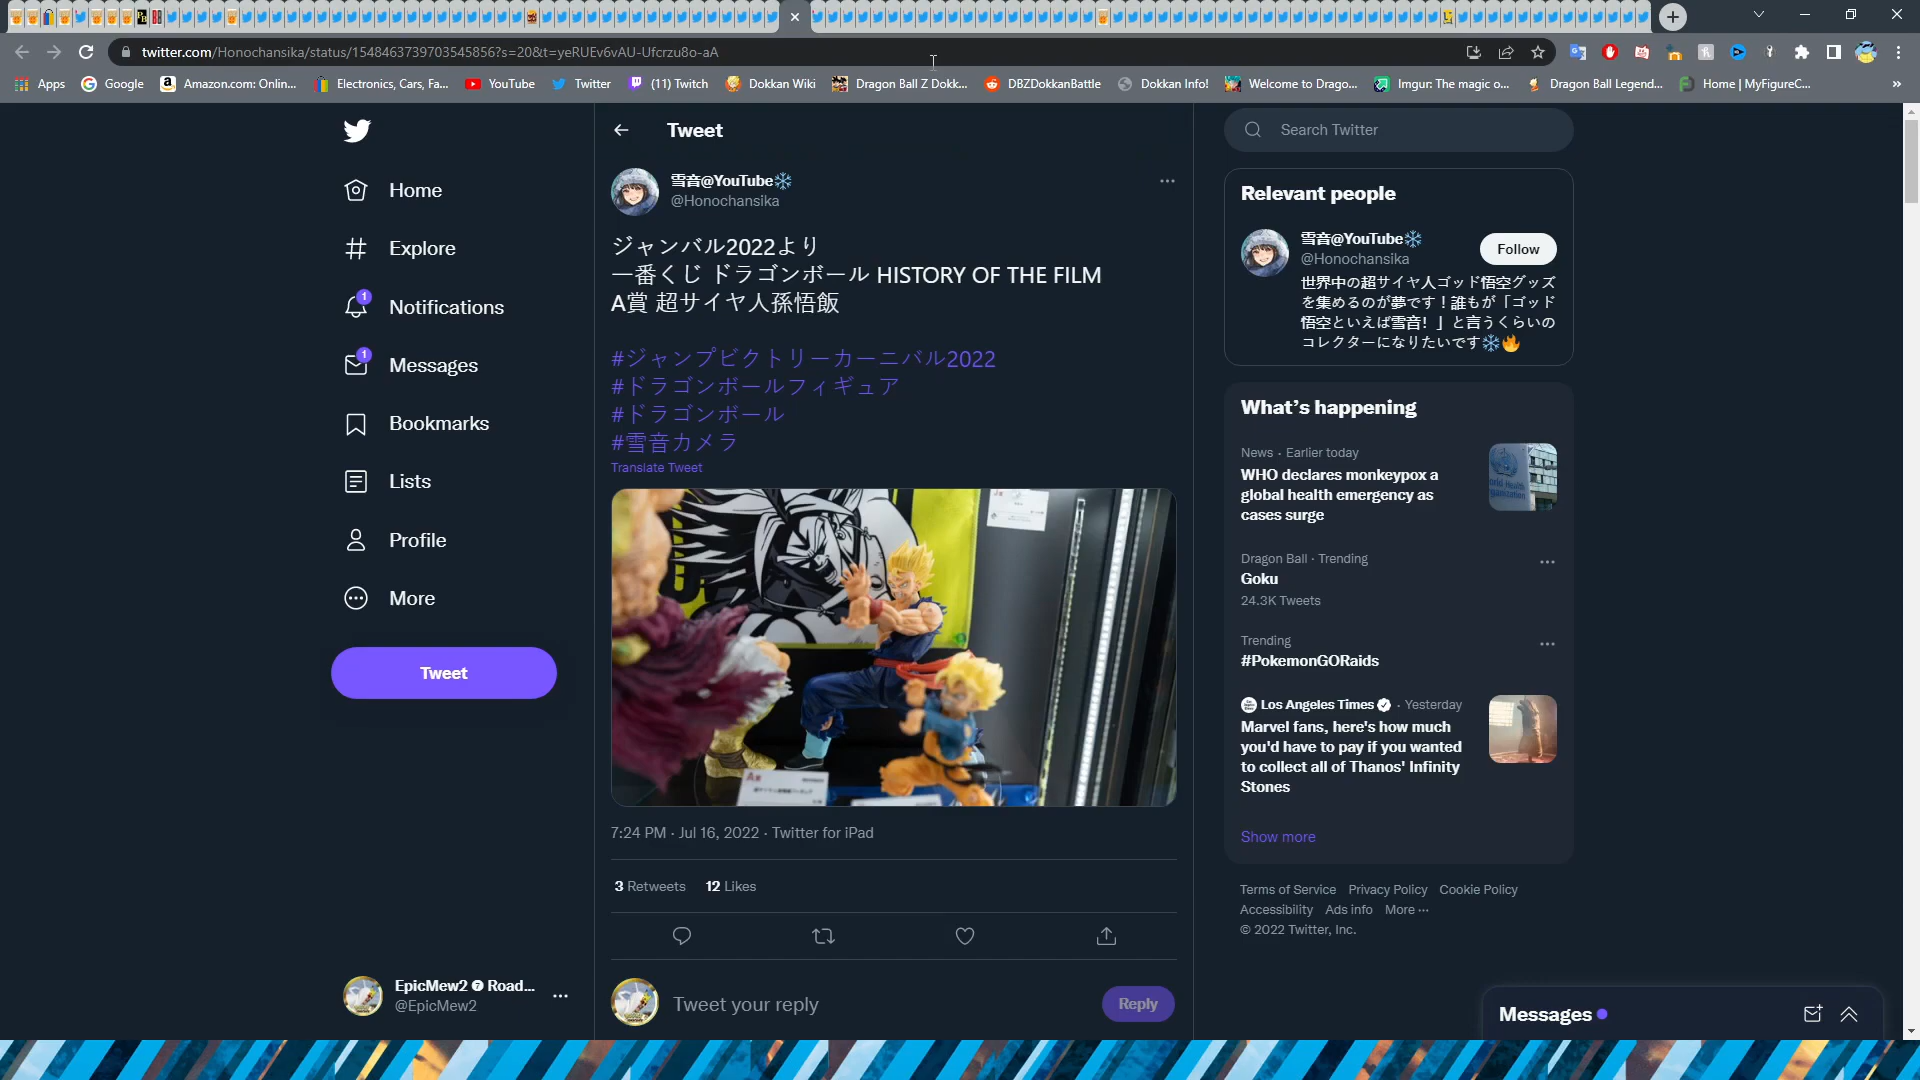 twitter.com/Honochansika/status/1548463739703545856?s=20&t=yeRUEv6vAU-Ufcrzu8o-aA
Apps
Google
Amazon.com: Onlin...
Electronics, Cars, Fa...
YouTube
Twitter
(11) Twitch
Dokkan Wiki
Dragon Ball Z Dokk...
DBZDokkanBattle
Dokkan Info!
Welcome to Drago...
Imgur: The magic o...
Dragon Ball Legend...
Home | MyFigureC...
Home
Explore
1
Notifications
1
Messages
Bookmarks
Lists
Profile
More
Tweet
EpicMew2 Road...
@EpicMew2
Tweet
雪音@YouTube❄
@Honochansika
ジャンバル2022より
一番くじ ドラゴンボール HISTORY OF THE FILM
A賞 超サイヤ人孫悟飯
#ジャンプビクトリーカーニバル2022
#ドラゴンボールフィギュア
#ドラゴンボール
#雪音カメラ
Translate Tweet
7:24 PM · Jul 16, 2022 · Twitter for iPad
3 Retweets 12 Likes
Tweet your reply
Reply
Search Twitter
Relevant people
雪音@YouTube❄
@Honochansika
Follow
世界中の超サイヤ人ゴッド悟空グッズ
を集めるのが夢です！誰もが「ゴッド
悟空といえば雪音！」と言うくらいの
コレクターになりたいです❄🔥
What's happening
News · Earlier today
WHO declares monkeypox a
global health emergency as
cases surge
Dragon Ball · Trending
Goku
24.3K Tweets
Trending
#PokemonGORaids
Los Angeles Times · Yesterday
Marvel fans, here's how much
you'd have to pay if you wanted
to collect all of Thanos' Infinity
Stones
Show more
Terms of Service Privacy Policy Cookie Policy
Accessibility Ads info More ···
© 2022 Twitter, Inc.
Messages